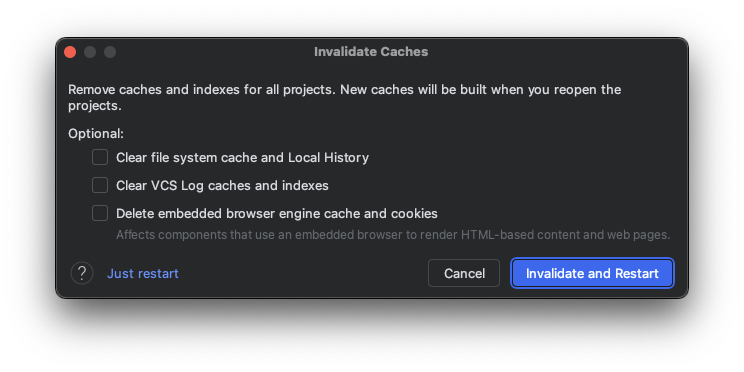 Invalidate Caches
Remove caches and indexes for all projects. New caches will be built when you reopen the
projects.
Optional:
Clear file system cache and Local History
Clear VCS Log caches and indexes
Delete embedded browser engine cache and cookies
Affects components that use an embedded browser to render HTML-based content and web pages.
? Just restart Cancel Invalidate and Restart